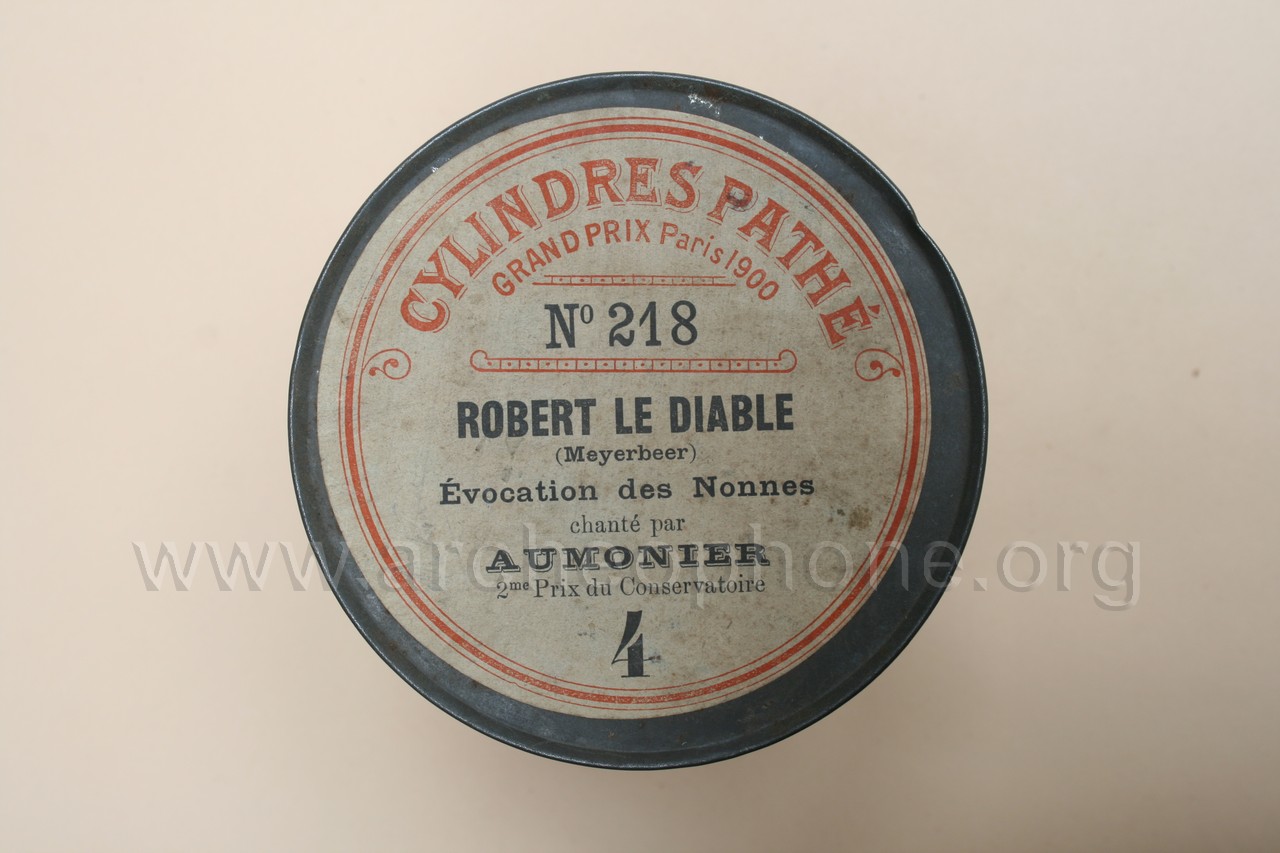 CYLINDRES PATHÉ
GRAND PRIX Paris 1900
Nº 218
ROBERT LE DIABLE
(Meyerbeer)
Évocation des Nonnes
chanté par
AUMONIER
2me Prix du Conservatoire
4
www.archeophone.org